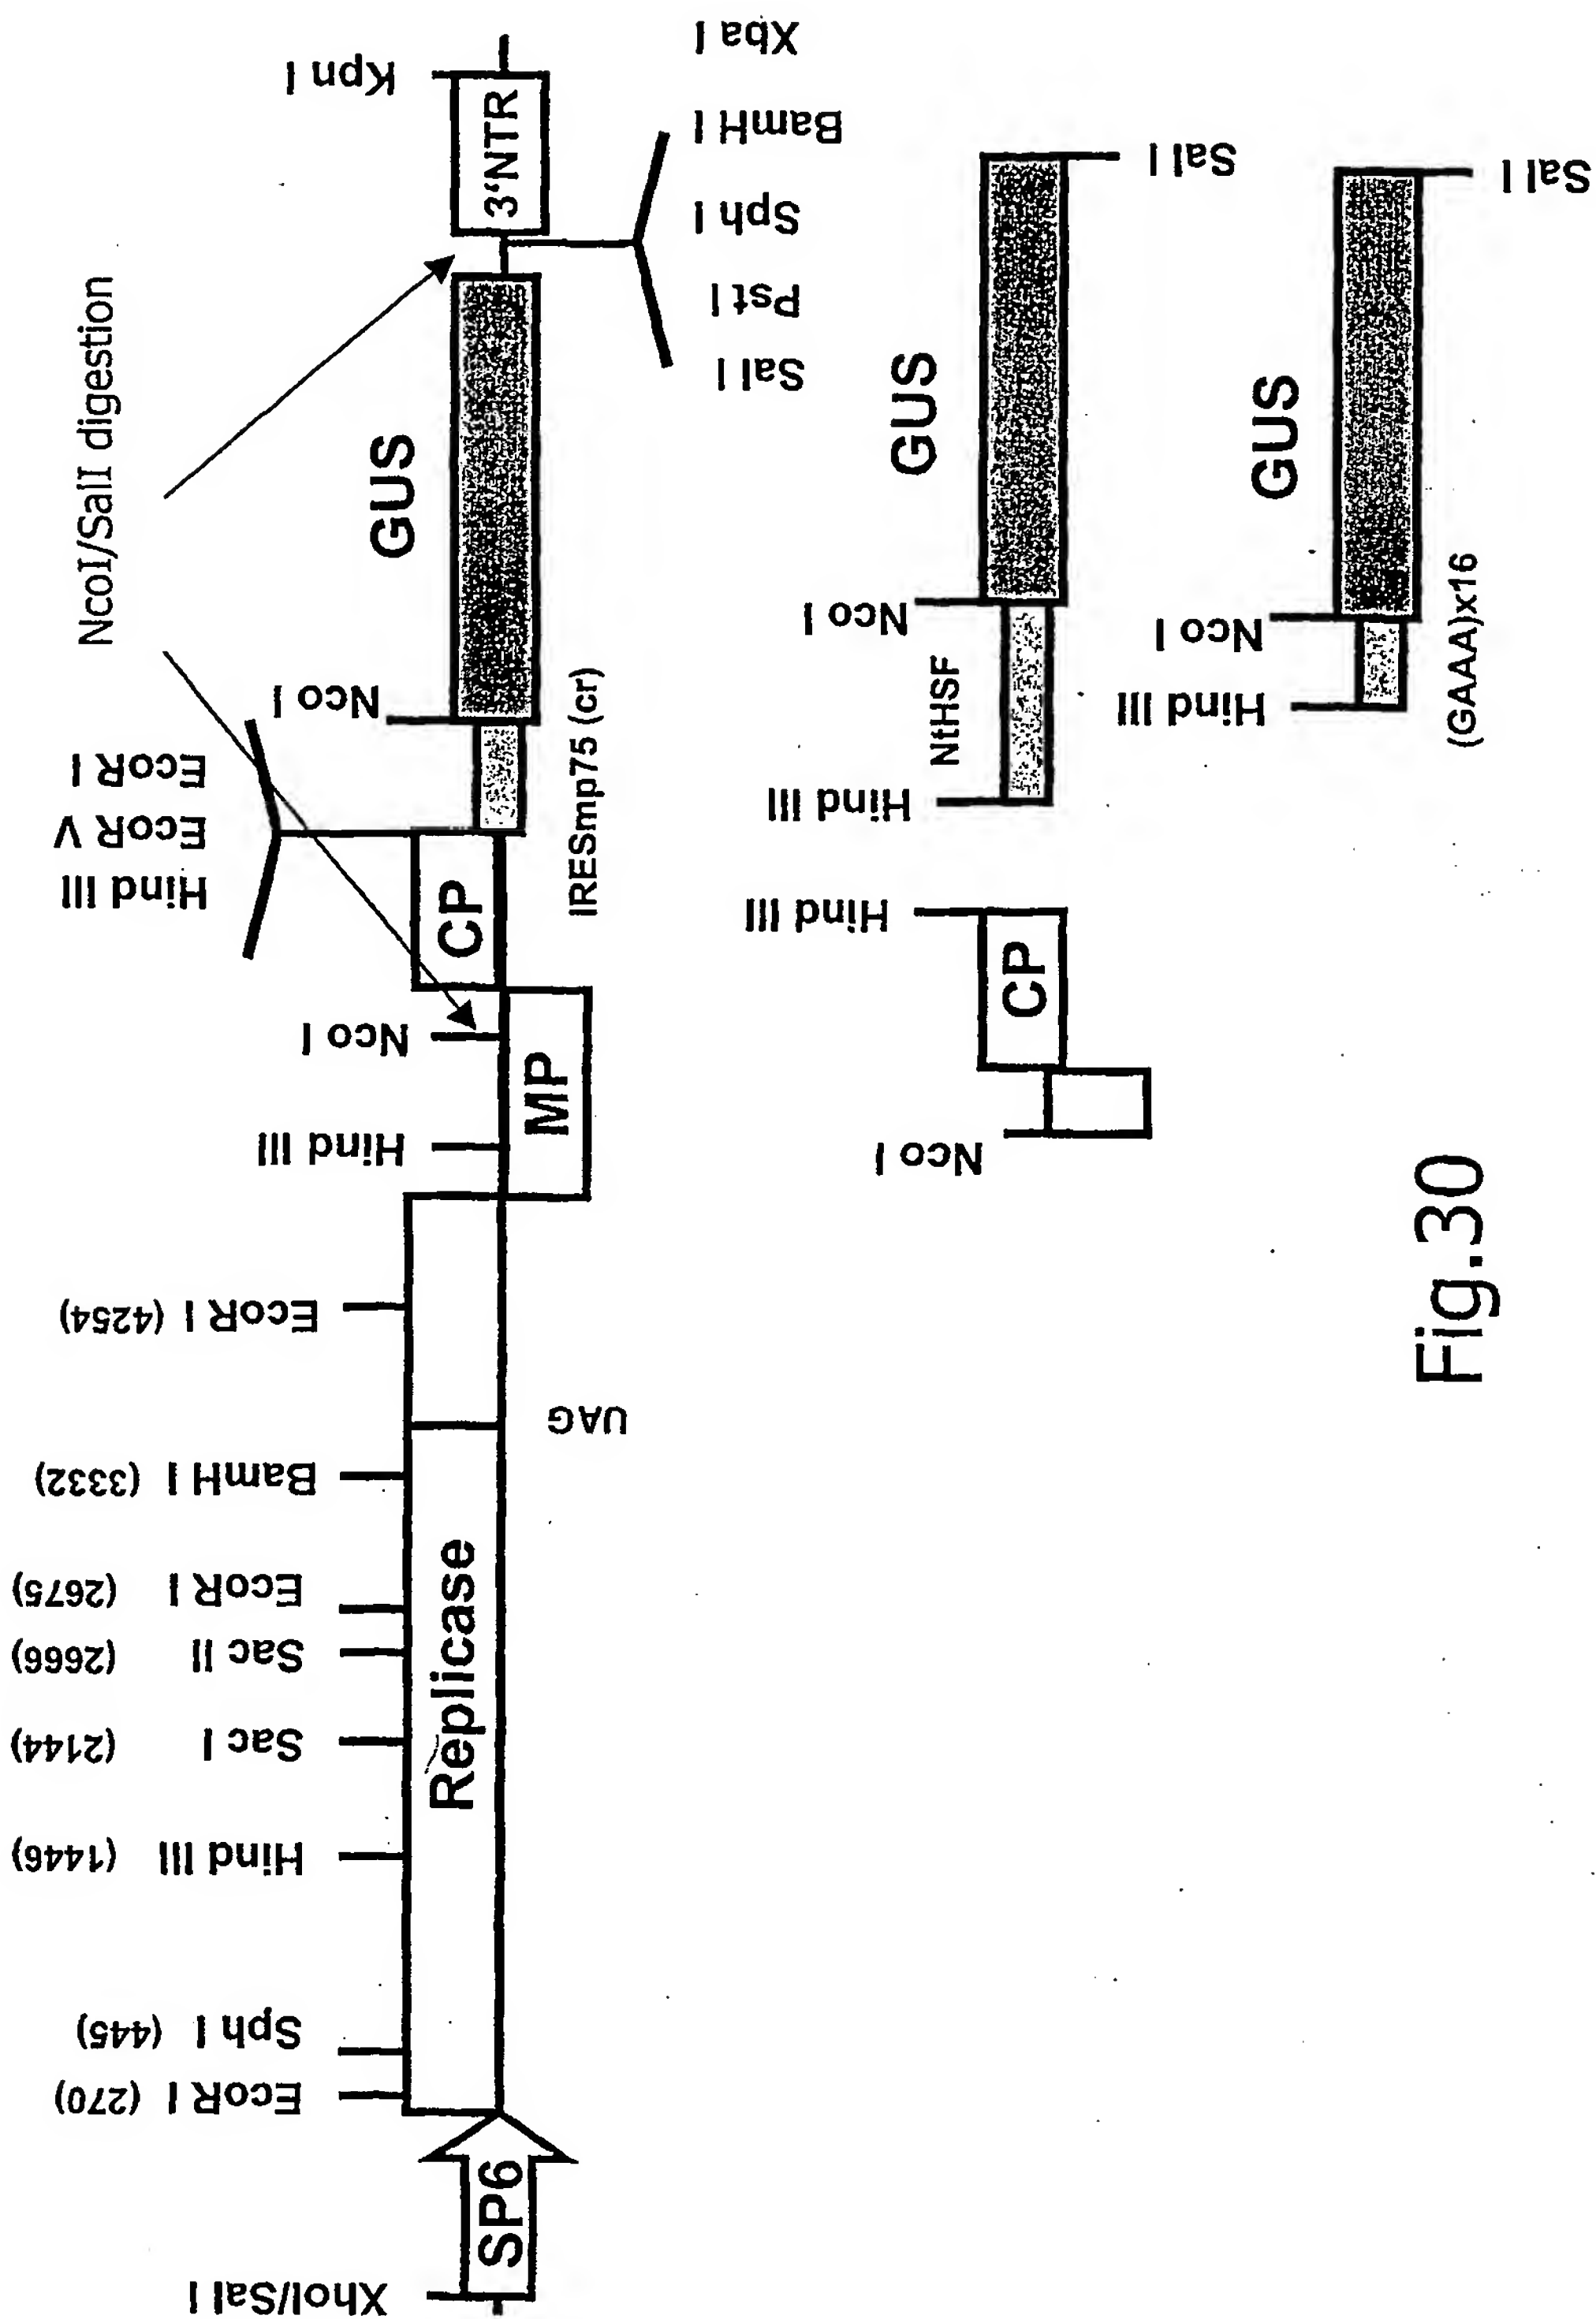 NcoI/SalI digestion
XhoI/Sal I
EcoR I (270)
Sph I (445)
Hind III (1446)
Sac I (2144)
Sac II (2666)
EcoR I (2675)
BamH I (3332)
EcoR I (4254)
Hind III
Nco I
Hind III
EcoR V
EcoR I
Nco I
Kpn I
SP6
Replicase
UAG
MP
CP
IRESmp75 (cr)
GUS
3'NTR
Sal I
Pst I
Sph I
BamH I
Xba I
Nco I
CP
Hind III
Hind III
NtHSF
Nco I
GUS
Sal I
Hind III
Nco I
(GAAA)x16
GUS
Sal I
Fig.30